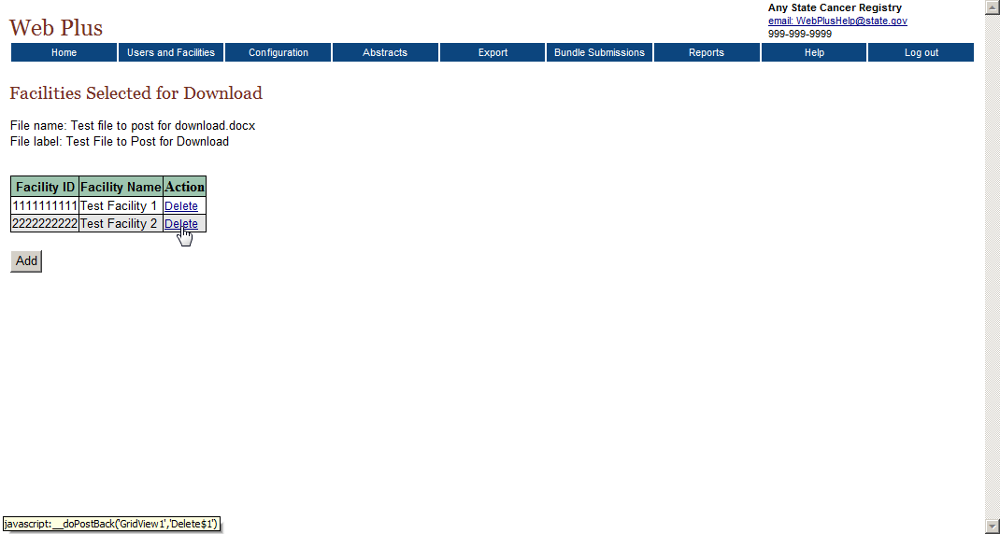 Web Plus
Any State Cancer Registry
email: WebPlusHelp@state.gov
999-999-9999
Home Users and Facilities Configuration Abstracts Export Bundle Submissions Reports Help Log out
Facilities Selected for Download
File name: Test file to post for download.docx
File label: Test File to Post for Download
Facility ID Facility Name Action
1111111111 Test Facility 1 Delete
2222222222 Test Facility 2 Delete
Add
javascript:__doPostBack('GridView1','Delete$1')